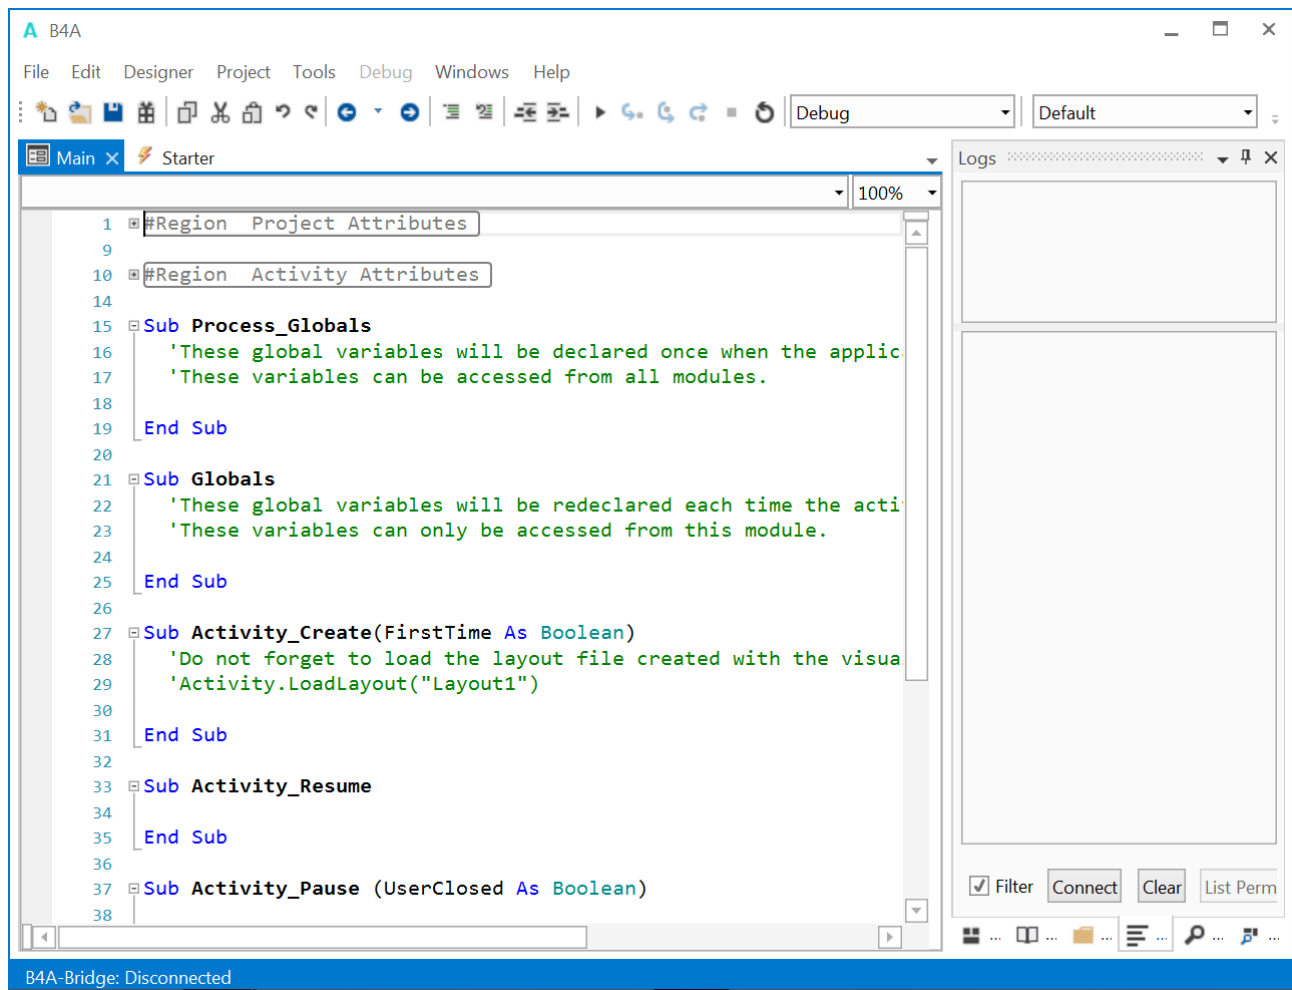 B4A
File Edit Designer Project Tools Debug Windows Help
Debug Default
Main Starter
Logs
100%
1 #Region  Project Attributes
9
10 #Region  Activity Attributes
14
15 Sub Process_Globals
16 'These global variables will be declared once when the applic
17 'These variables can be accessed from all modules.
18
19 End Sub
20
21 Sub Globals
22 'These global variables will be redeclared each time the acti
23 'These variables can only be accessed from this module.
24
25 End Sub
26
27 Sub Activity_Create(FirstTime As Boolean)
28 'Do not forget to load the layout file created with the visua
29 'Activity.LoadLayout("Layout1")
30
31 End Sub
32
33 Sub Activity_Resume
34
35 End Sub
36
37 Sub Activity_Pause (UserClosed As Boolean)
38
Filter Connect Clear List Perm
... ... ... ... ... ...
B4A-Bridge: Disconnected